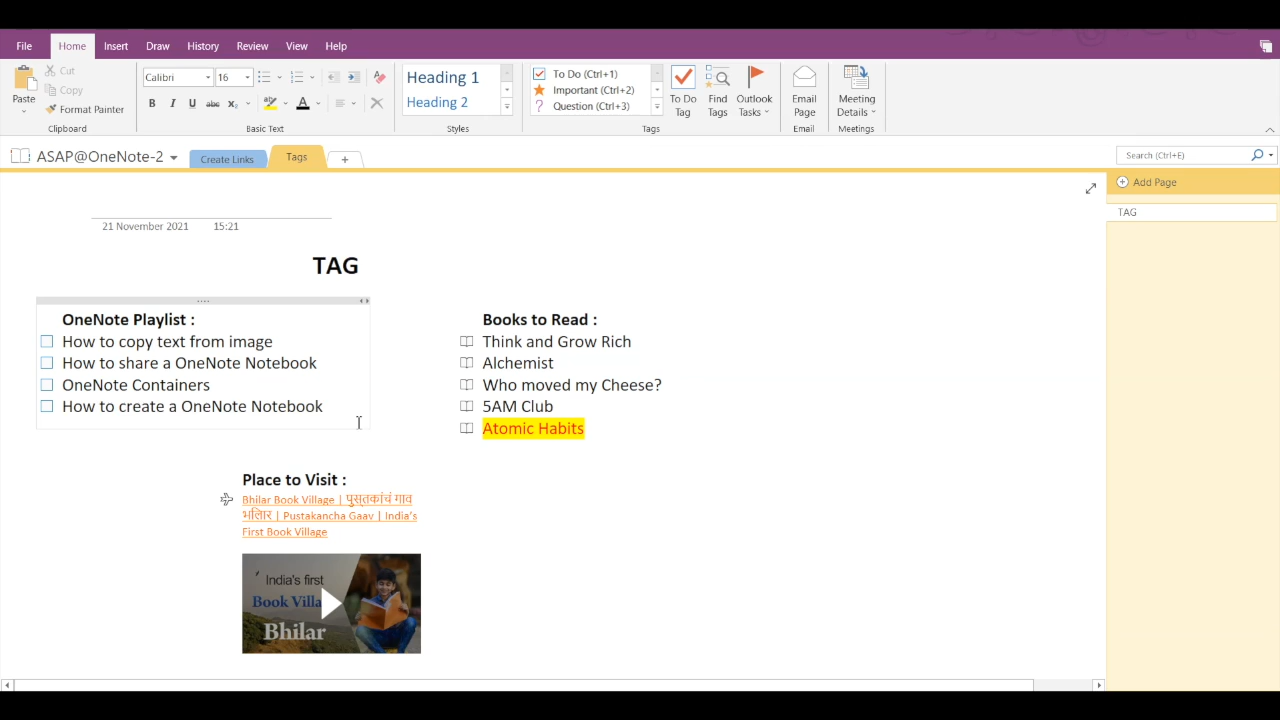 File Home Insert Draw History Review View Help
Paste
Cut
Copy
Format Painter
Clipboard
Calibri 16
B I U abc x₂ A
Basic Text
Heading 1
Heading 2
Styles
To Do (Ctrl+1)
Important (Ctrl+2)
Question (Ctrl+3)
To Do Tag
Find Tags
Outlook Tasks
Tags
Email Page
Email
Meeting Details
Meetings
ASAP@OneNote-2 Create Links Tags +
Search (Ctrl+E)
Add Page
TAG
21 November 2021 15:21
TAG
OneNote Playlist :
How to copy text from image
How to share a OneNote Notebook
OneNote Containers
How to create a OneNote Notebook
Books to Read :
Think and Grow Rich
Alchemist
Who moved my Cheese?
5AM Club
Atomic Habits
Place to Visit :
Bhilar Book Village | पुस्तकांचं गाव
भिलार | Pustakancha Gaav | India's
First Book Village
India's first
Book Villa
Bhilar